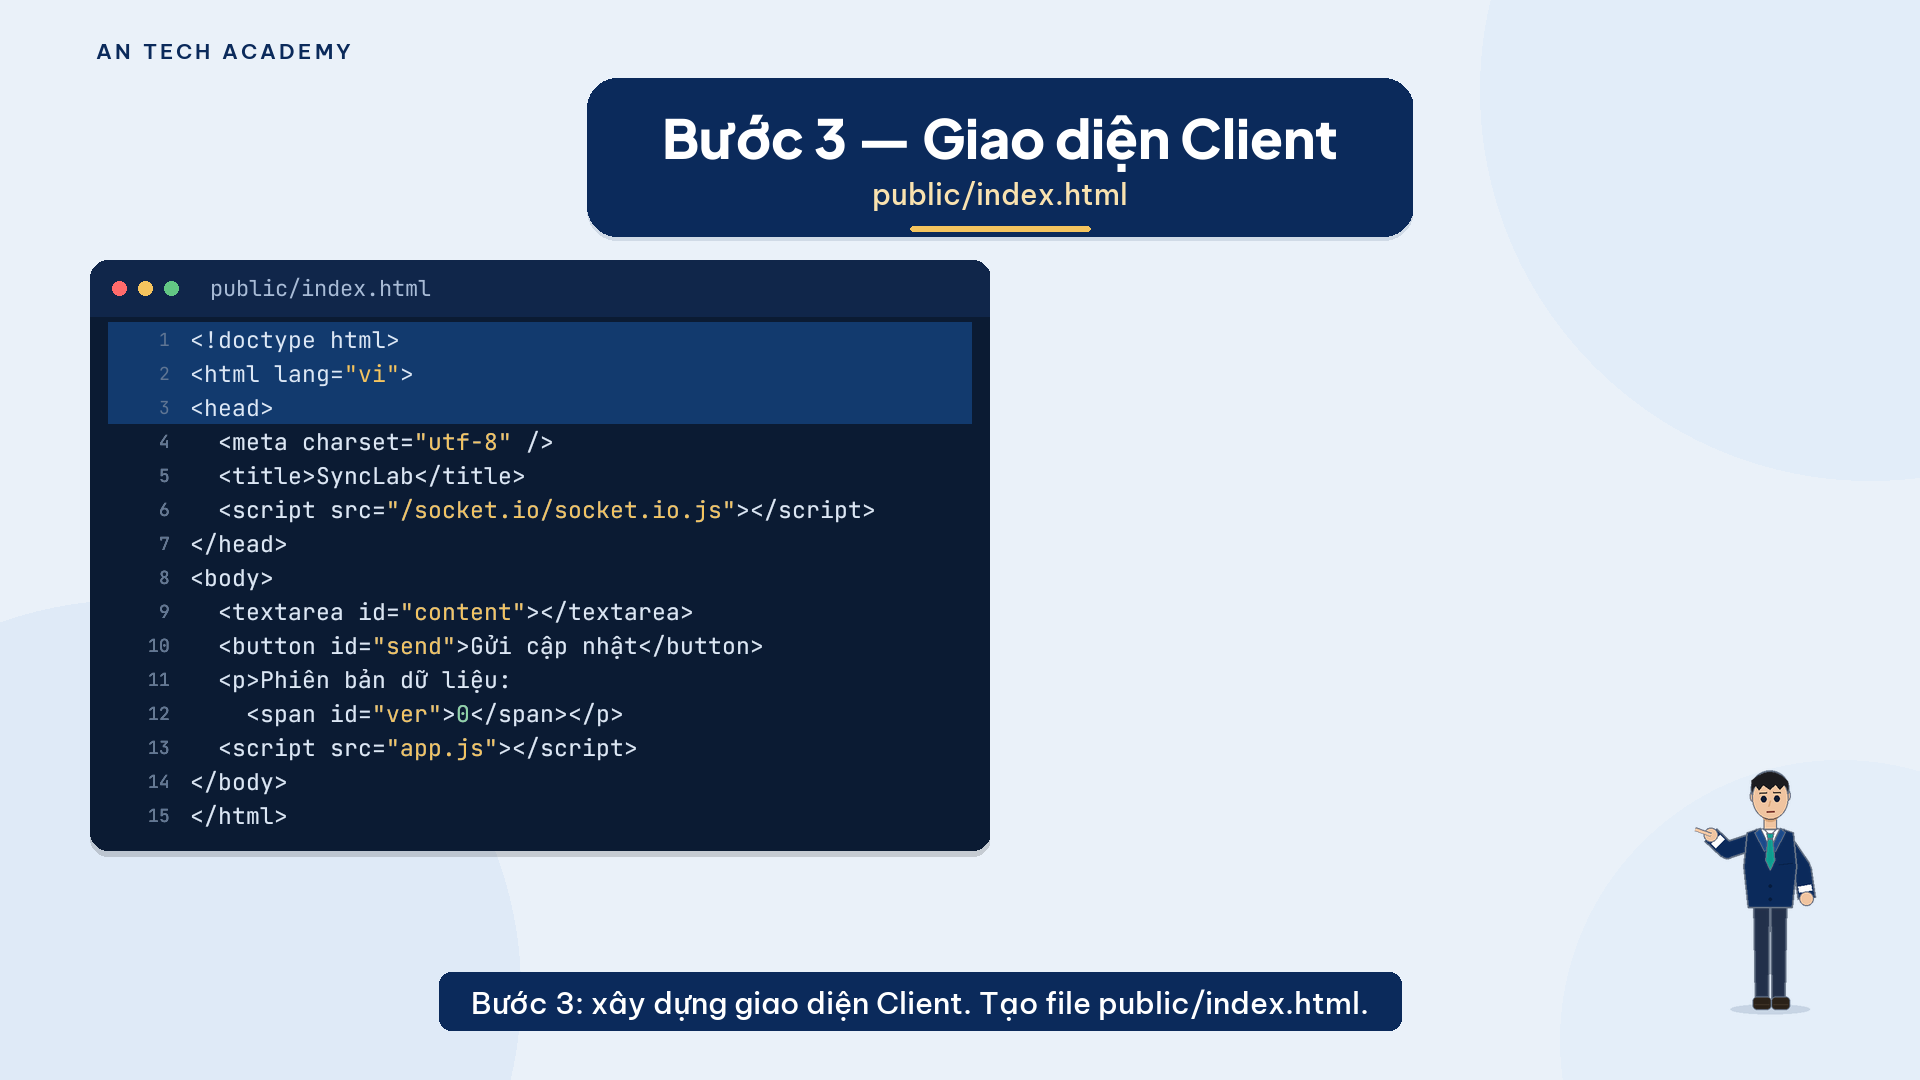 AN TECH ACADEMY
Bước 3 — Giao diện Client
public/index.html
public/index.html
1 <!doctype html>
2 <html lang="vi">
3 <head>
4   <meta charset="utf-8" />
5   <title>SyncLab</title>
6   <script src="/socket.io/socket.io.js"></script>
7 </head>
8 <body>
9   <textarea id="content"></textarea>
10   <button id="send">Gửi cập nhật</button>
11   <p>Phiên bản dữ liệu:
12     <span id="ver">0</span></p>
13   <script src="app.js"></script>
14 </body>
15 </html>
Bước 3: xây dựng giao diện Client. Tạo file public/index.html.